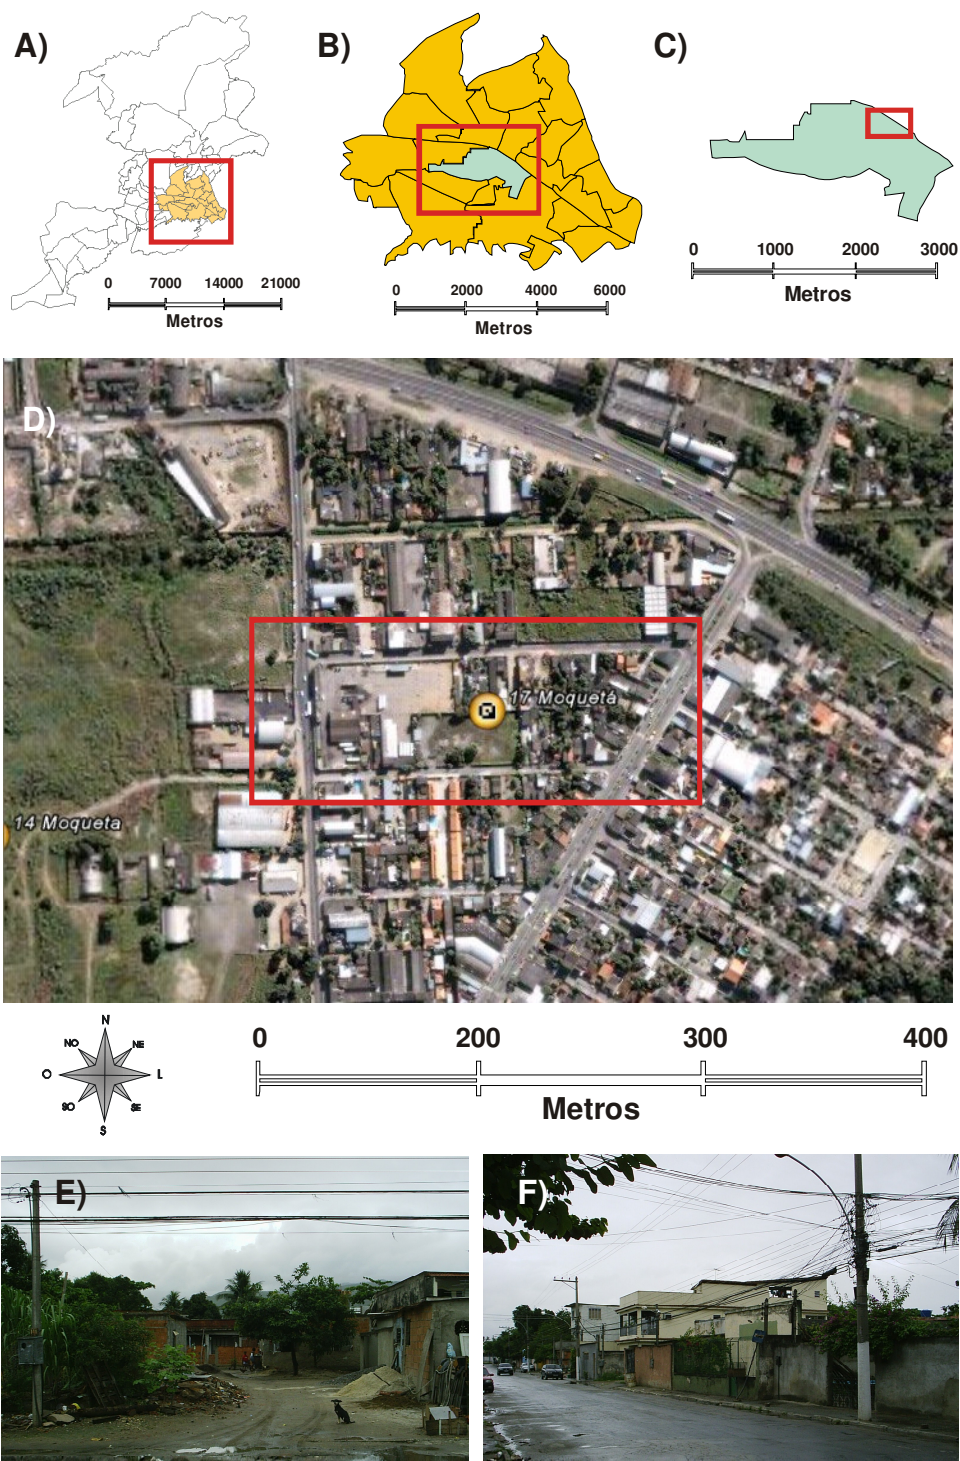 A)
B)
C)
0 7000 14000 21000
Metros
0 2000 4000 6000
Metros
0 1000 2000 3000
Metros
D)
17 Moquetá
14 Moqueta
N
NO NE
O L
SO SE
S
0 200 300 400
Metros
E)
F)